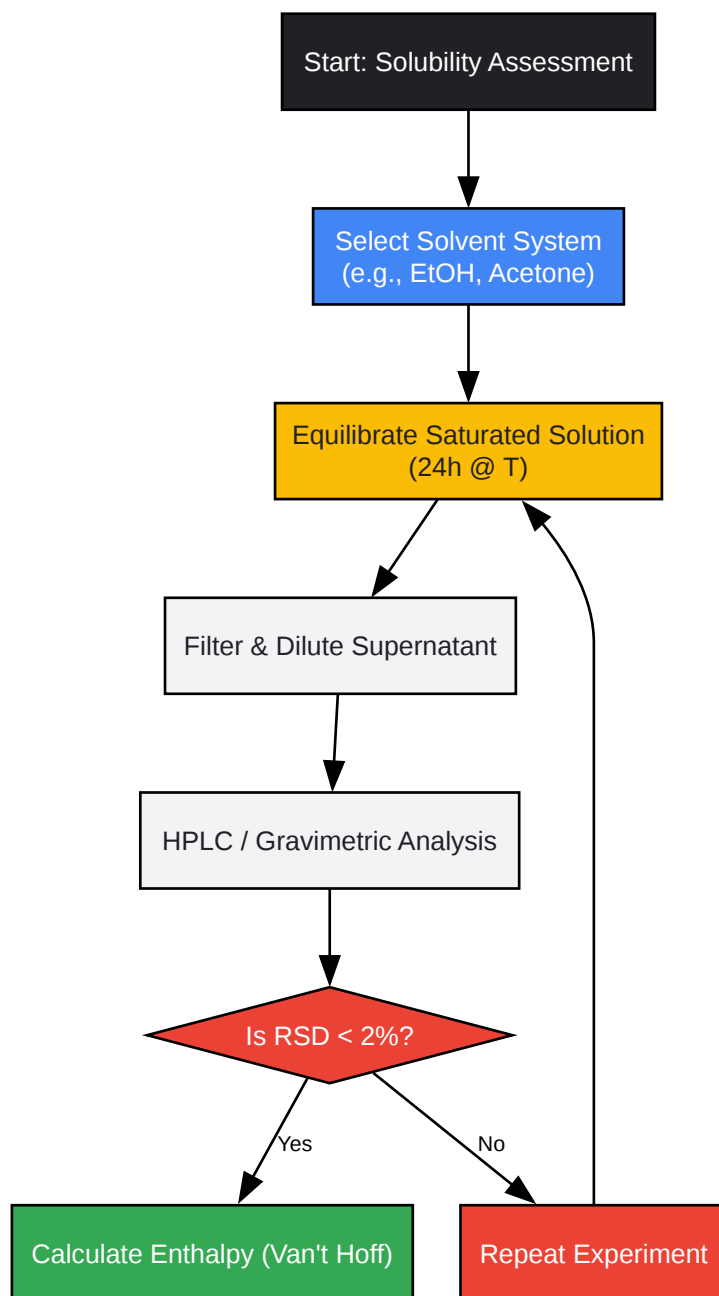 Start: Solubility Assessment
Select Solvent System
(e.g., EtOH, Acetone)
Equilibrate Saturated Solution
(24h @ T)
Filter & Dilute Supernatant
HPLC / Gravimetric Analysis
Is RSD < 2%?
Yes
No
Calculate Enthalpy (Van't Hoff)
Repeat Experiment